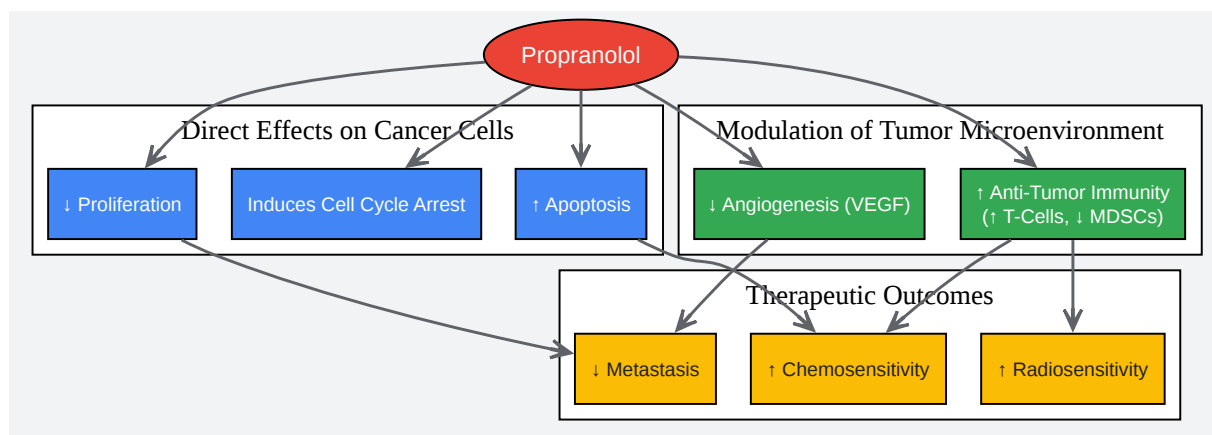 Propranolol
Direct Effects on Cancer Cells
Modulation of Tumor Microenvironment
↓ Proliferation
Induces Cell Cycle Arrest
↑ Apoptosis
↓ Angiogenesis (VEGF)
↑ Anti-Tumor Immunity
(↑ T-Cells, ↓ MDSCs)
Therapeutic Outcomes
↓ Metastasis
↑ Chemosensitivity
↑ Radiosensitivity